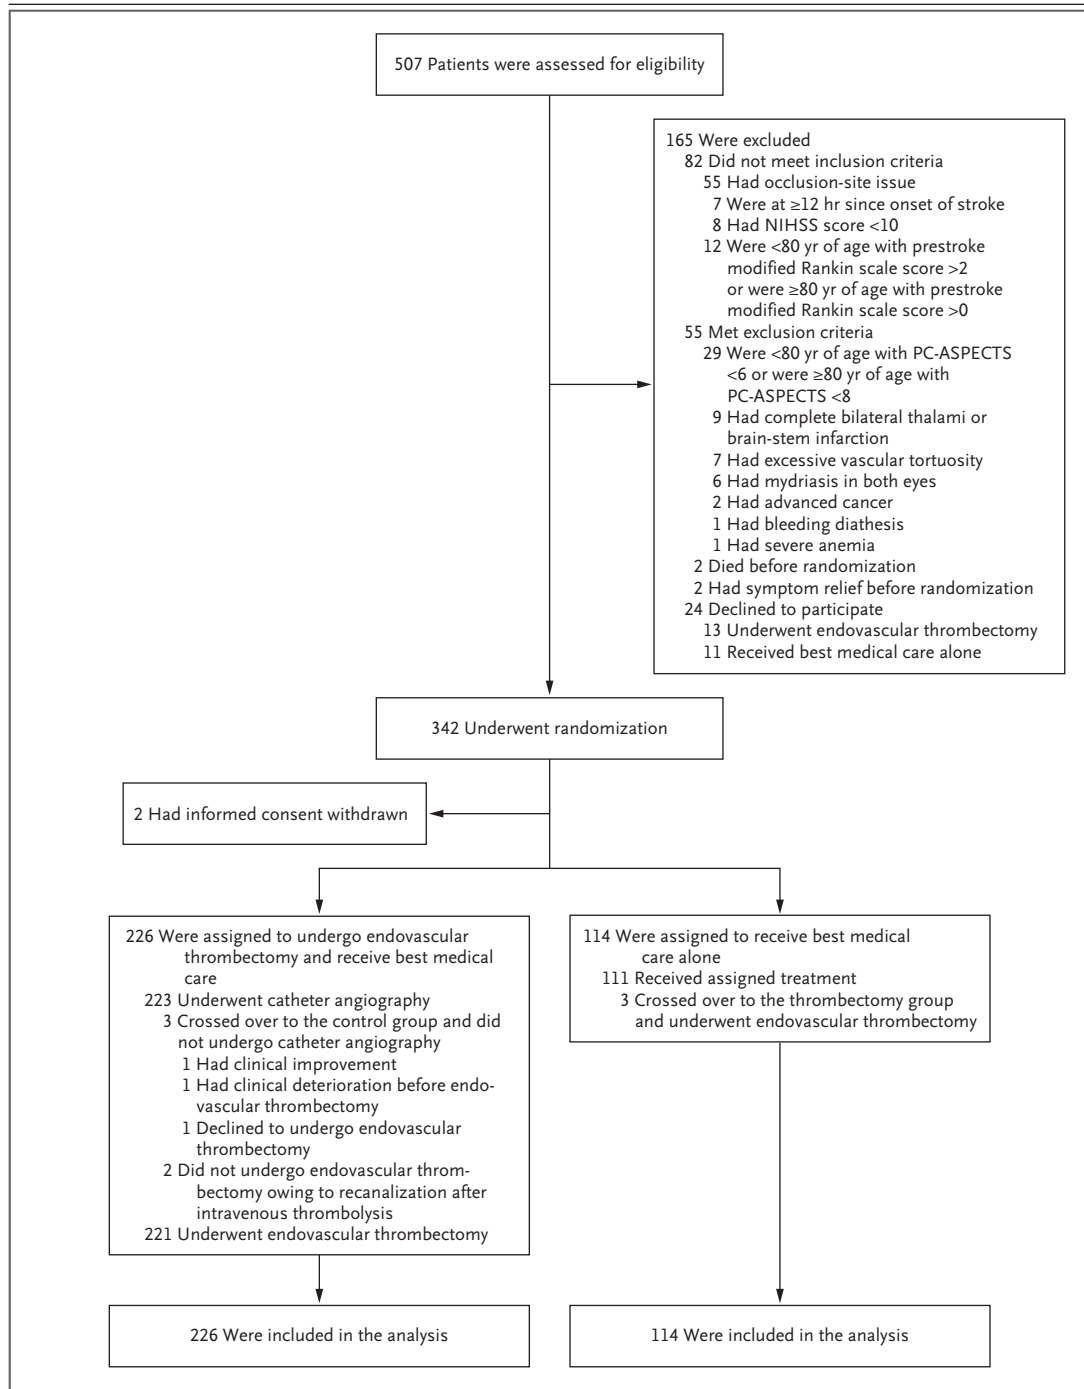 507 Patients were assessed for eligibility
165 Were excluded
82 Did not meet inclusion criteria
55 Had occlusion-site issue
7 Were at ≥12 hr since onset of stroke
8 Had NIHSS score <10
12 Were <80 yr of age with prestroke
modified Rankin scale score >2
or were ≥80 yr of age with prestroke
modified Rankin scale score >0
55 Met exclusion criteria
29 Were <80 yr of age with PC-ASPECTS
<6 or were ≥80 yr of age with
PC-ASPECTS <8
9 Had complete bilateral thalami or
brain-stem infarction
7 Had excessive vascular tortuosity
6 Had mydriasis in both eyes
2 Had advanced cancer
1 Had bleeding diathesis
1 Had severe anemia
2 Died before randomization
2 Had symptom relief before randomization
24 Declined to participate
13 Underwent endovascular thrombectomy
11 Received best medical care alone
342 Underwent randomization
2 Had informed consent withdrawn
226 Were assigned to undergo endovascular
thrombectomy and receive best medical
care
223 Underwent catheter angiography
3 Crossed over to the control group and did
not undergo catheter angiography
1 Had clinical improvement
1 Had clinical deterioration before endo-
vascular thrombectomy
1 Declined to undergo endovascular
thrombectomy
2 Did not undergo endovascular throm-
bectomy owing to recanalization after
intravenous thrombolysis
221 Underwent endovascular thrombectomy
114 Were assigned to receive best medical
care alone
111 Received assigned treatment
3 Crossed over to the thrombectomy group
and underwent endovascular thrombectomy
226 Were included in the analysis
114 Were included in the analysis